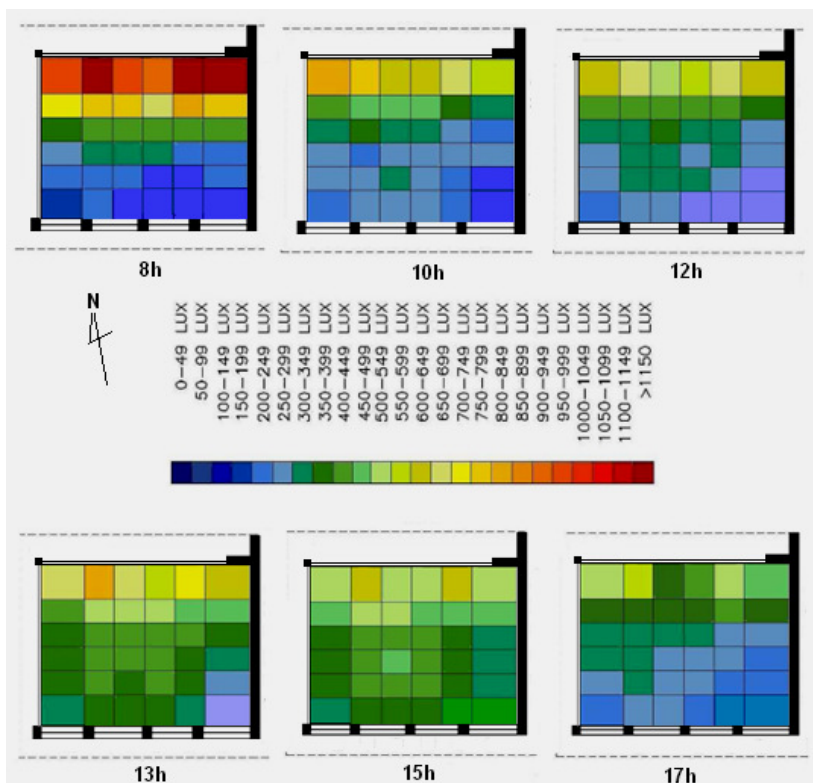 8h
10h
12h
N
0-49 LUX
50-99 LUX
100-149 LUX
150-199 LUX
200-249 LUX
250-299 LUX
300-349 LUX
350-399 LUX
400-449 LUX
450-499 LUX
500-549 LUX
550-599 LUX
600-649 LUX
650-699 LUX
700-749 LUX
750-799 LUX
800-849 LUX
850-899 LUX
900-949 LUX
950-999 LUX
1000-1049 LUX
1050-1099 LUX
1100-1149 LUX
>1150 LUX
13h
15h
17h